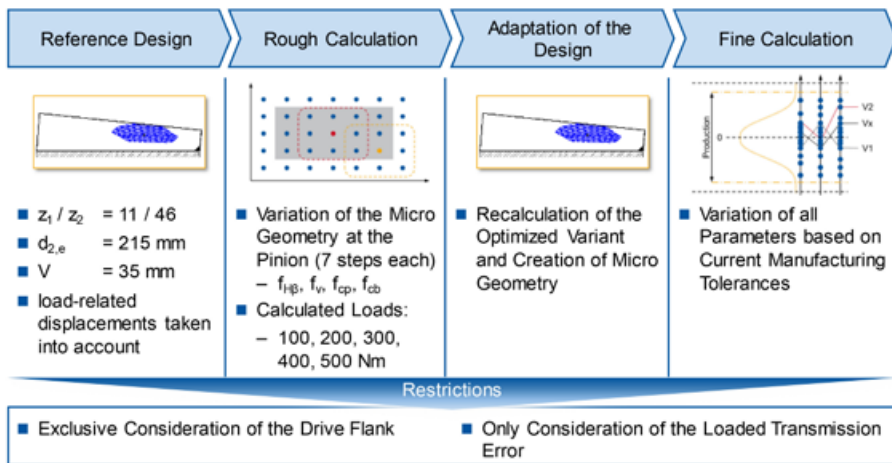 Reference Design
Rough Calculation
Adaptation of the
Design
Fine Calculation
z1 / z2 = 11 / 46
d2,e = 215 mm
V = 35 mm
load-related
displacements taken
into account
Variation of the Micro
Geometry at the
Pinion (7 steps each)
– fHβ, fv, fcp, fcb
Calculated Loads:
– 100, 200, 300,
400, 500 Nm
Recalculation of the
Optimized Variant
and Creation of Micro
Geometry
Production
0
V2
Vx
V1
Variation of all
Parameters based on
Current Manufacturing
Tolerances
Restrictions
Exclusive Consideration of the Drive Flank
Only Consideration of the Loaded Transmission
Error